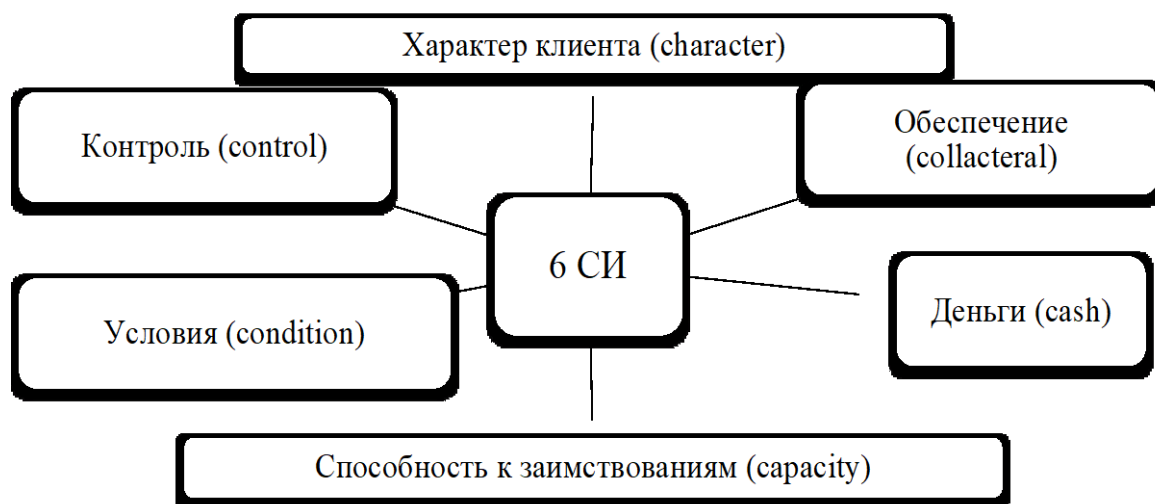 Характер клиента (character)
Контроль (control)
Обеспечение
(collacteral)
6 СИ
Условия (condition)
Деньги (cash)
Способность к заимствованиям (capacity)